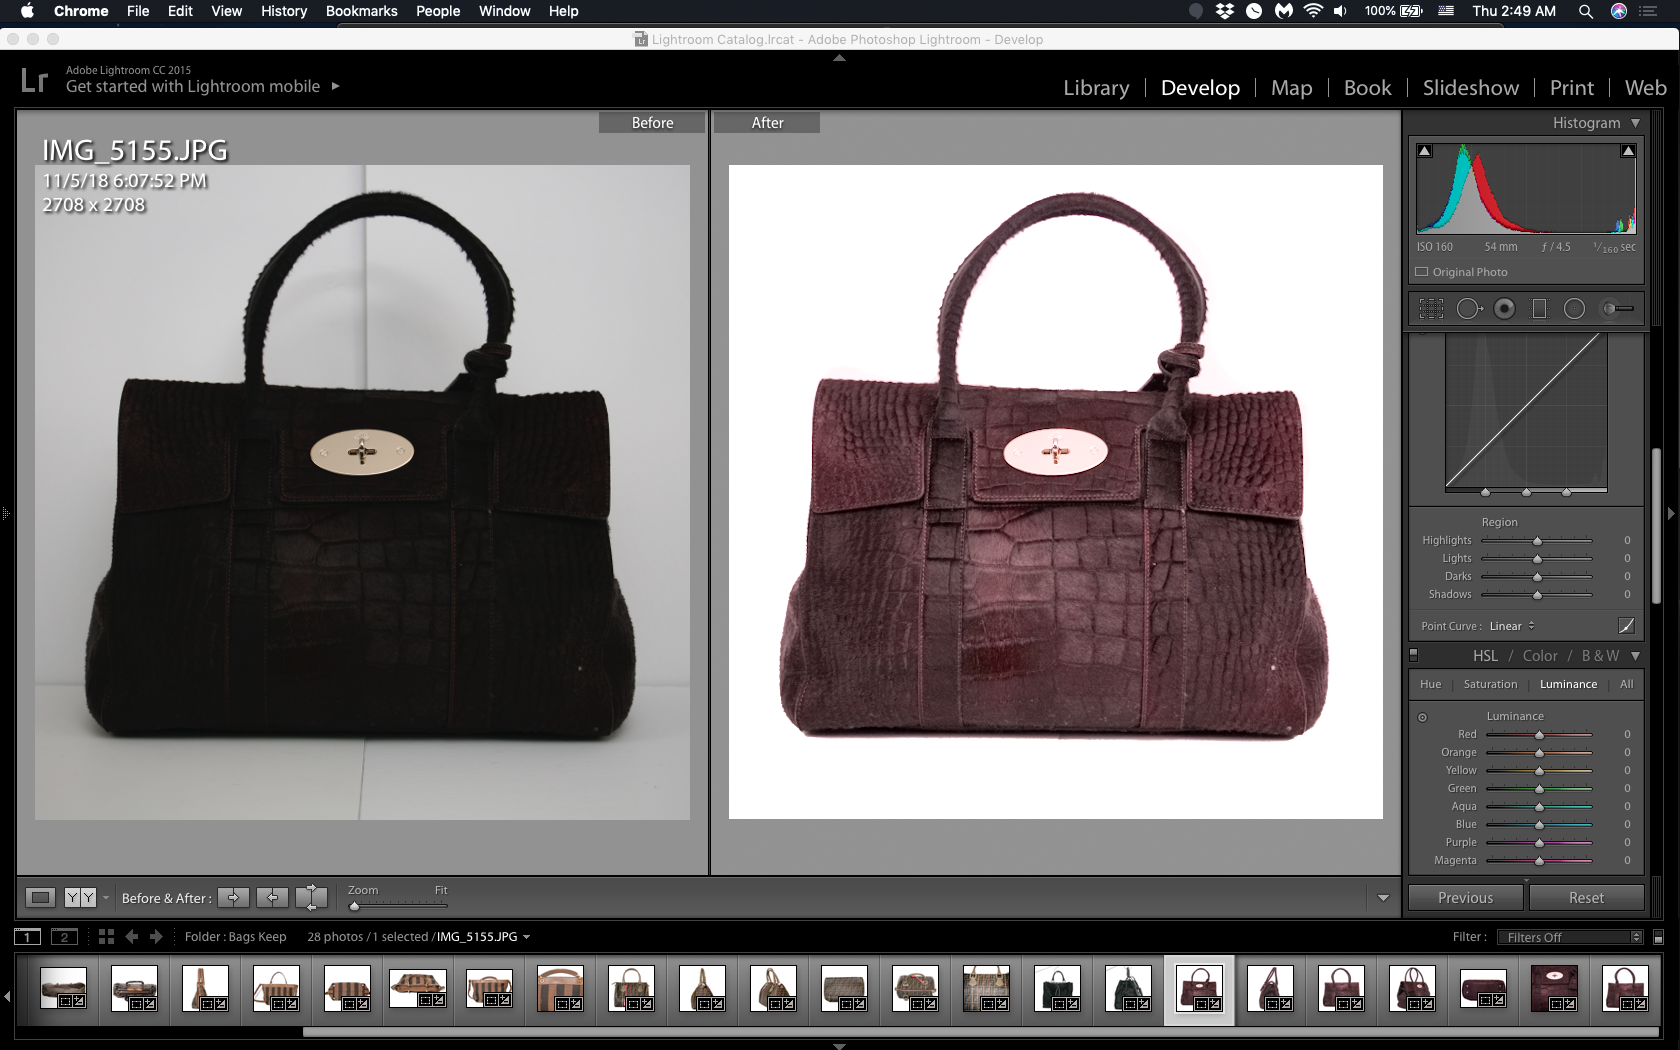 Chrome File Edit View History Bookmarks People Window Help 100% Thu 2:49 AM
Lightroom Catalog.lrcat - Adobe Photoshop Lightroom - Develop
Lr Adobe Lightroom CC 2015
Get started with Lightroom mobile
Library Develop Map Book Slideshow Print Web
Before After
IMG_5155.JPG
11/5/18 6:07:52 PM
2708 x 2708
Histogram
ISO 160 54 mm ƒ / 4.5 1/160 sec
Original Photo
Region
Highlights 0
Lights 0
Darks 0
Shadows 0
Point Curve : Linear
HSL / Color / B & W
Hue Saturation Luminance All
Luminance
Red 0
Orange 0
Yellow 0
Green 0
Aqua 0
Blue 0
Purple 0
Magenta 0
Previous Reset
Y Y Before & After : Zoom Fit
1 2 Folder : Bags Keep 28 photos / 1 selected / IMG_5155.JPG Filter : Filters Off